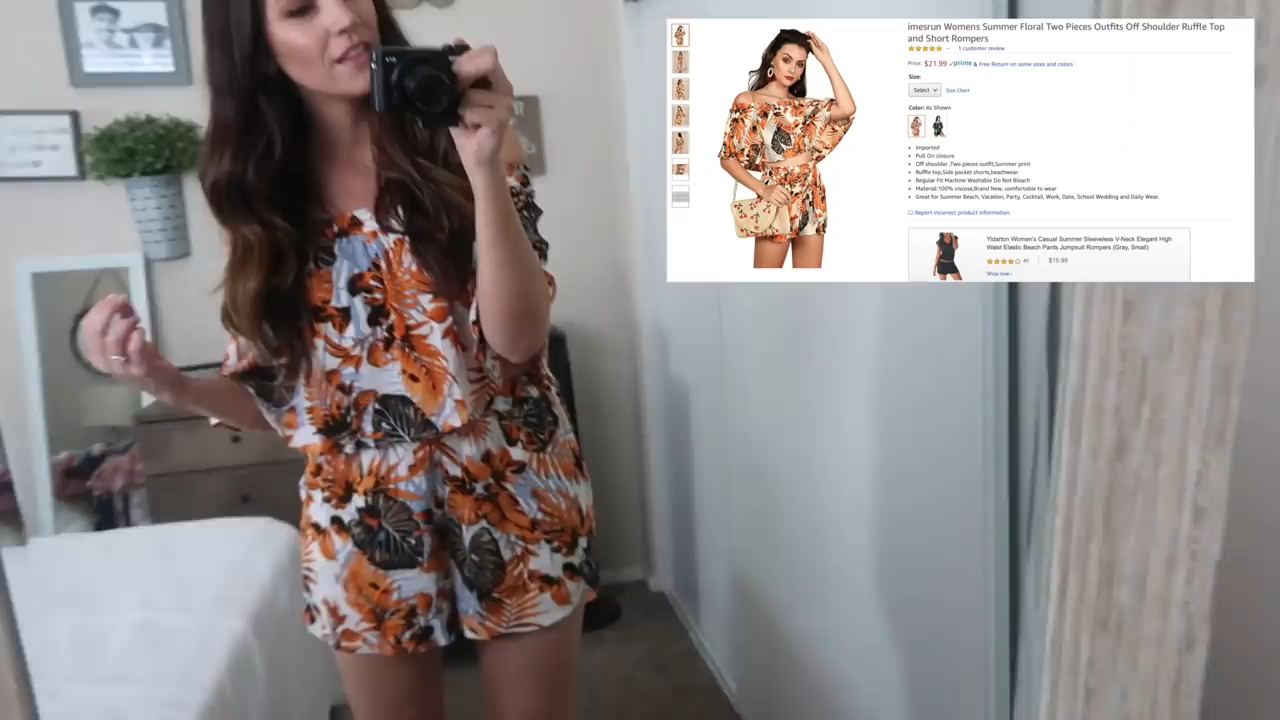 imesrun Womens Summer Floral Two Pieces Outfits Off Shoulder Ruffle Top
and Short Rompers
1 customer review
Price: $21.99 ✓prime & Free Return on some sizes and colors
Size:
Select
Size Chart
Color: As Shown
Imported
Pull On closure
Off shoulder ,Two pieces outfit,Summer print
Ruffle top,Side pocket shorts,beachwear
Regular Fit Machine Washable Do Not Bleach
Material:100% viscose,Brand New, comfortable to wear
Great for Summer Beach, Vacation, Party, Cocktail, Work, Date, School Wedding and Daily Wear.
Report incorrect product information.
Yidarton Women's Casual Summer Sleeveless V-Neck Elegant High
Waist Elastic Beach Pants Jumpsuit Rompers (Gray, Small)
$15.99
Shop now ›